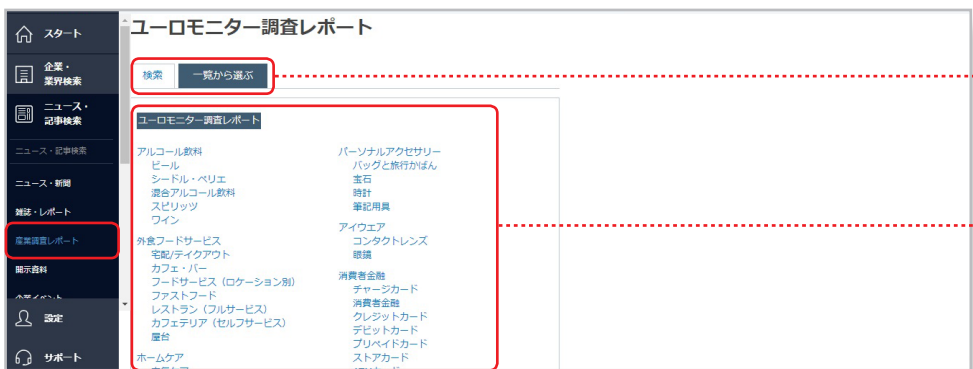 スタート
企業・
業界検索
ニュース・
記事検索
ニュース・記事検索
ニュース・新聞
雑誌・レポート
産業調査レポート
開示資料
設定
サポート
ユーロモニター調査レポート
検索
一覧から選ぶ
ユーロモニター調査レポート
アルコール飲料
ビール
シードル・ペリエ
混合アルコール飲料
スピリッツ
ワイン
外食フードサービス
宅配/テイクアウト
カフェ・バー
フードサービス（ロケーション別）
ファストフード
レストラン（フルサービス）
カフェテリア（セルフサービス）
屋台
ホームケア
パーソナルアクセサリー
バッグと旅行かばん
宝石
時計
筆記用具
アイウエア
コンタクトレンズ
眼鏡
消費者金融
チャージカード
消費者金融
クレジットカード
デビットカード
プリペイドカード
ストアカード